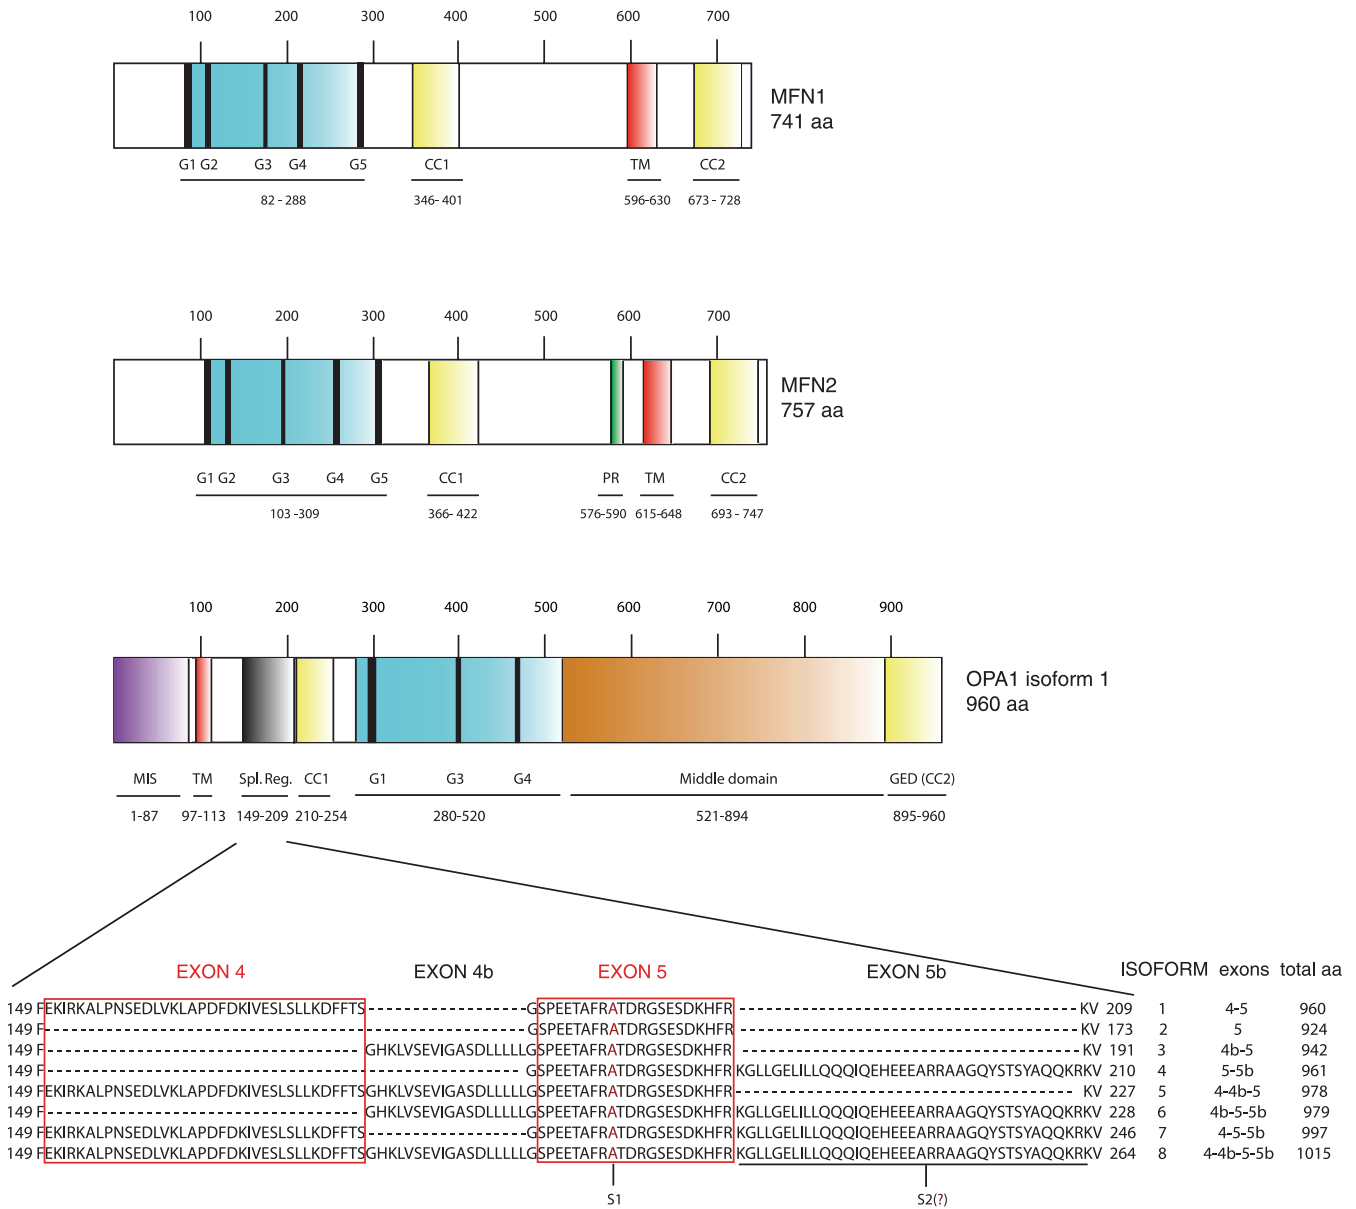 100 200 300 400 500 600 700
MFN1
741 aa
G1 G2 G3 G4 G5 CC1 TM CC2
82 - 288 346- 401 596-630 673 - 728
100 200 300 400 500 600 700
MFN2
757 aa
G1 G2 G3 G4 G5 CC1 PR TM CC2
103 -309 366- 422 576-590 615-648 693 - 747
100 200 300 400 500 600 700 800 900
OPA1 isoform 1
960 aa
MIS TM Spl. Reg. CC1 G1 G3 G4 Middle domain GED (CC2)
1-87 97-113 149-209 210-254 280-520 521-894 895-960
EXON 4 EXON 4b EXON 5 EXON 5b ISOFORM exons total aa
149 FEKIRKALPNSEDLVKLAPDFDKIVESLSLLKDFFTS--------------------GSPEETAFRATDRGSESDKHFR------------------------------------------KV 209 1 4-5 960
149 F----------------------------------------------------------GSPEETAFRATDRGSESDKHFR------------------------------------------KV 173 2 5 924
149 F---------------------------------------GHKLVSEVIGASDLLLLLGSPEETAFRATDRGSESDKHFR------------------------------------------KV 191 3 4b-5 942
149 F----------------------------------------------------------GSPEETAFRATDRGSESDKHFRKGLLGELILLQQQIQEHEEEARRAAGQYSTSYAQQKRKV 210 4 5-5b 961
149 FEKIRKALPNSEDLVKLAPDFDKIVESLSLLKDFFTSGHKLVSEVIGASDLLLLLGSPEETAFRATDRGSESDKHFR------------------------------------------KV 227 5 4-4b-5 978
149 F---------------------------------------GHKLVSEVIGASDLLLLLGSPEETAFRATDRGSESDKHFRKGLLGELILLQQQIQEHEEEARRAAGQYSTSYAQQKRKV 228 6 4b-5-5b 979
149 FEKIRKALPNSEDLVKLAPDFDKIVESLSLLKDFFTS--------------------GSPEETAFRATDRGSESDKHFRKGLLGELILLQQQIQEHEEEARRAAGQYSTSYAQQKRKV 246 7 4-5-5b 997
149 FEKIRKALPNSEDLVKLAPDFDKIVESLSLLKDFFTSGHKLVSEVIGASDLLLLLGSPEETAFRATDRGSESDKHFRKGLLGELILLQQQIQEHEEEARRAAGQYSTSYAQQKRKV 264 8 4-4b-5-5b 1015
S1 S2(?)